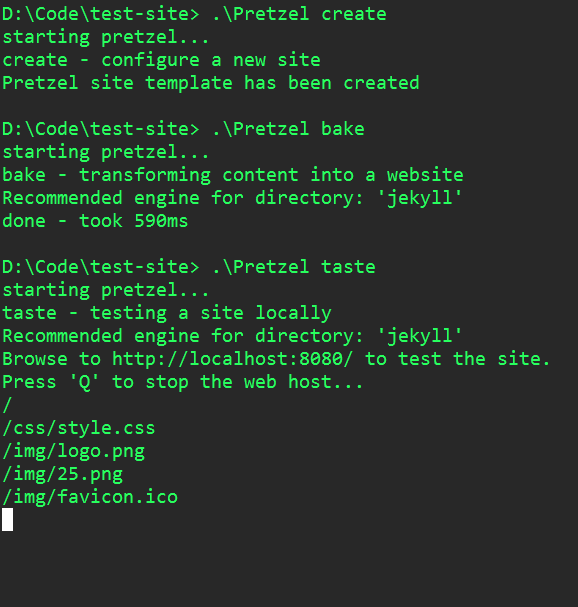 D:\Code\test-site> .\Pretzel create
starting pretzel...
create - configure a new site
Pretzel site template has been created
D:\Code\test-site> .\Pretzel bake
starting pretzel...
bake - transforming content into a website
Recommended engine for directory: 'jekyll'
done - took 590ms
D:\Code\test-site> .\Pretzel taste
starting pretzel...
taste - testing a site locally
Recommended engine for directory: 'jekyll'
Browse to http://localhost:8080/ to test the site.
Press 'Q' to stop the web host...
/
/css/style.css
/img/logo.png
/img/25.png
/img/favicon.ico